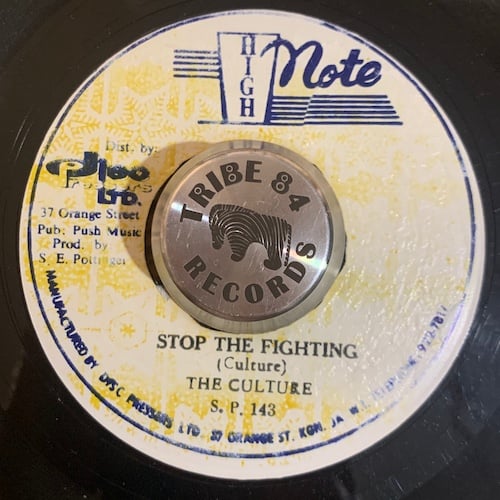 HIGH Note
Dist. by:
LTD.
37 Orange Street
Pub. Push Music
Prod. by
S. E. Pottinger
TRIBE 84
RECORDS
STOP THE FIGHTING
(Culture)
THE CULTURE
S. P. 143
MANUFACTURED BY DISC PRESSERS LTD. 37 ORANGE ST. KGN. JA W.I.